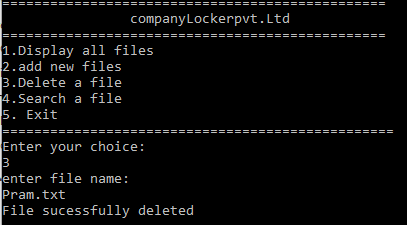 ================================================
companyLockerpvt.Ltd
================================================
1.Display all files
2.add new files
3.Delete a file
4.Search a file
5. Exit
=================================================
Enter your choice:
3
enter file name:
Pram.txt
File sucessfully deleted